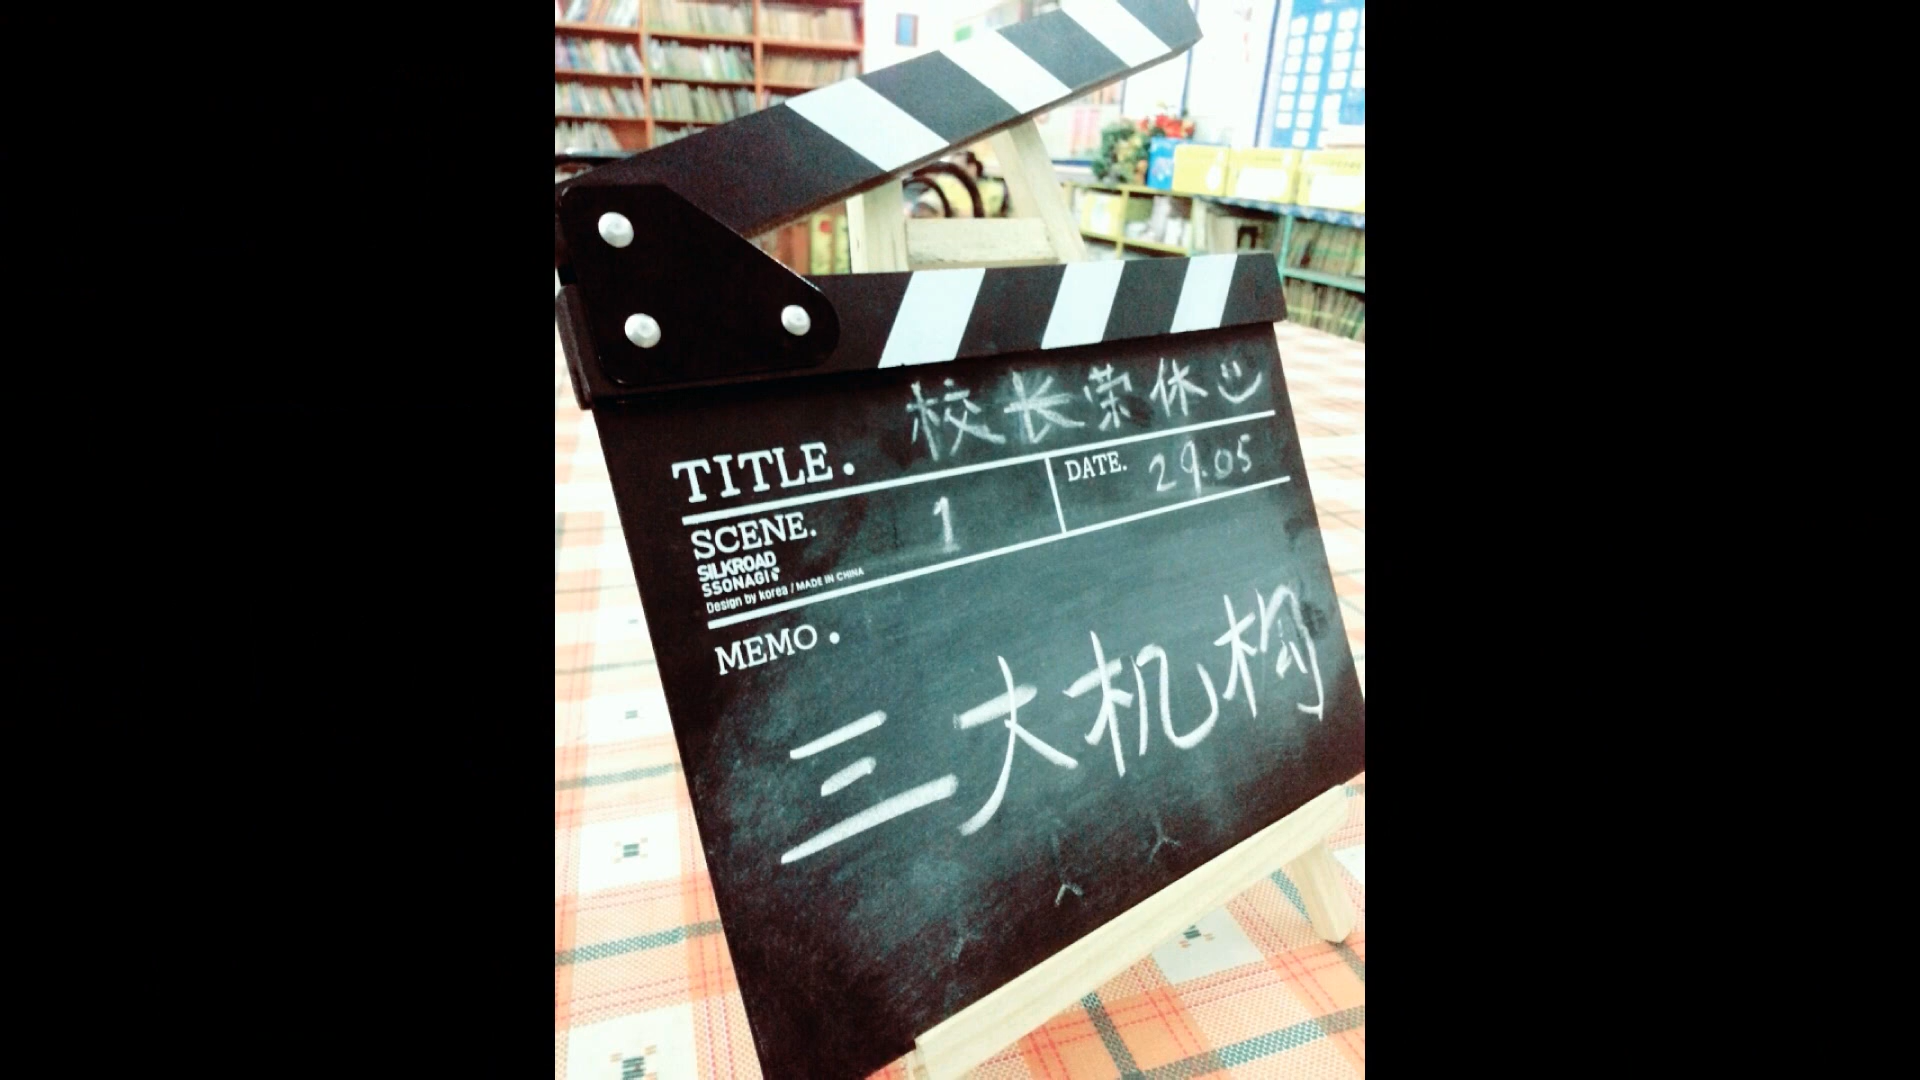 TITLE. 校长荣休
SCENE. 1
DATE. 29.05
SILKROAD
SSONAGI
Design by korea / MADE IN CHINA
MEMO.
三大机构